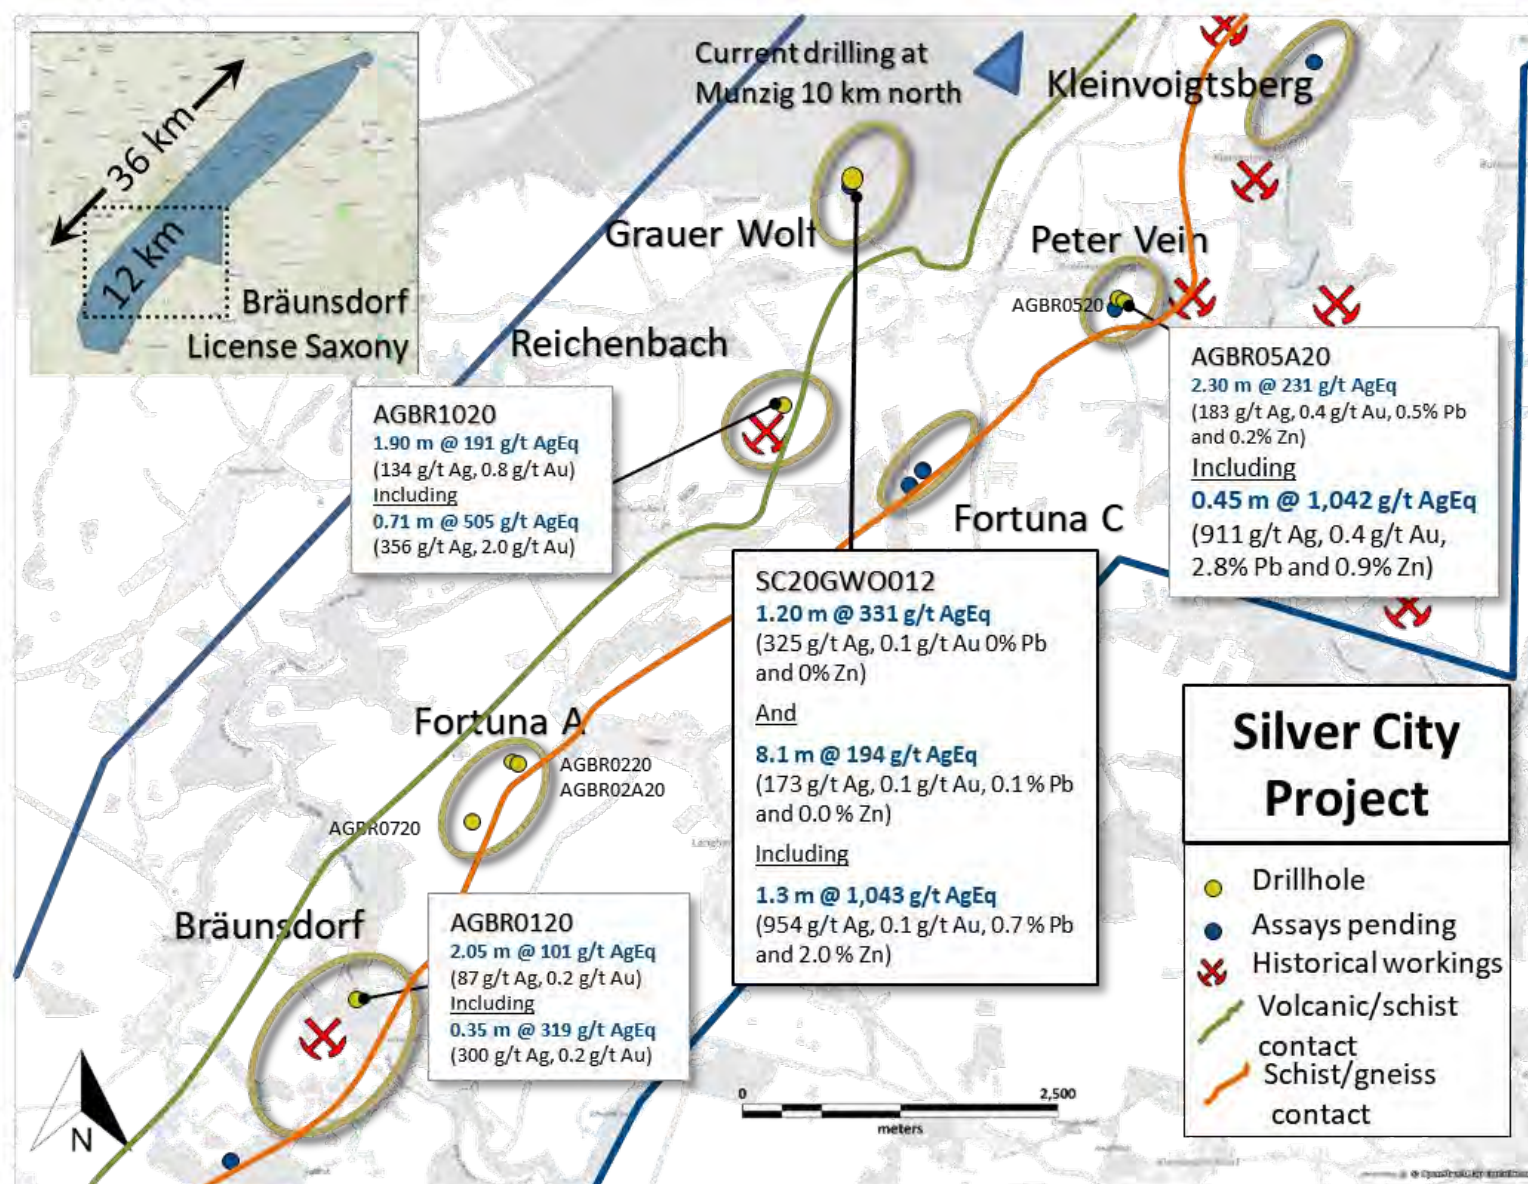 36 km
12 km
Bräunsdorf
License Saxony
Current drilling at
Munzig 10 km north
Kleinvoigtsberg
Grauer Wolf
Peter Vein
AGBR0520
Reichenbach
AGBR1020
1.90 m @ 191 g/t AgEq
(134 g/t Ag, 0.8 g/t Au)
Including
0.71 m @ 505 g/t AgEq
(356 g/t Ag, 2.0 g/t Au)
AGBR05A20
2.30 m @ 231 g/t AgEq
(183 g/t Ag, 0.4 g/t Au, 0.5% Pb
and 0.2% Zn)
Including
0.45 m @ 1,042 g/t AgEq
(911 g/t Ag, 0.4 g/t Au,
2.8% Pb and 0.9% Zn)
Fortuna C
SC20GWO012
1.20 m @ 331 g/t AgEq
(325 g/t Ag, 0.1 g/t Au 0% Pb
and 0% Zn)
And
8.1 m @ 194 g/t AgEq
(173 g/t Ag, 0.1 g/t Au, 0.1 % Pb
and 0.0 % Zn)
Including
1.3 m @ 1,043 g/t AgEq
(954 g/t Ag, 0.1 g/t Au, 0.7 % Pb
and 2.0 % Zn)
Fortuna A
AGBR0220
AGBR02A20
AGBR0720
Bräunsdorf
AGBR0120
2.05 m @ 101 g/t AgEq
(87 g/t Ag, 0.2 g/t Au)
Including
0.35 m @ 319 g/t AgEq
(300 g/t Ag, 0.2 g/t Au)
Silver City
Project
Drillhole
Assays pending
Historical workings
Volcanic/schist
contact
Schist/gneiss
contact
N
0 2,500
meters